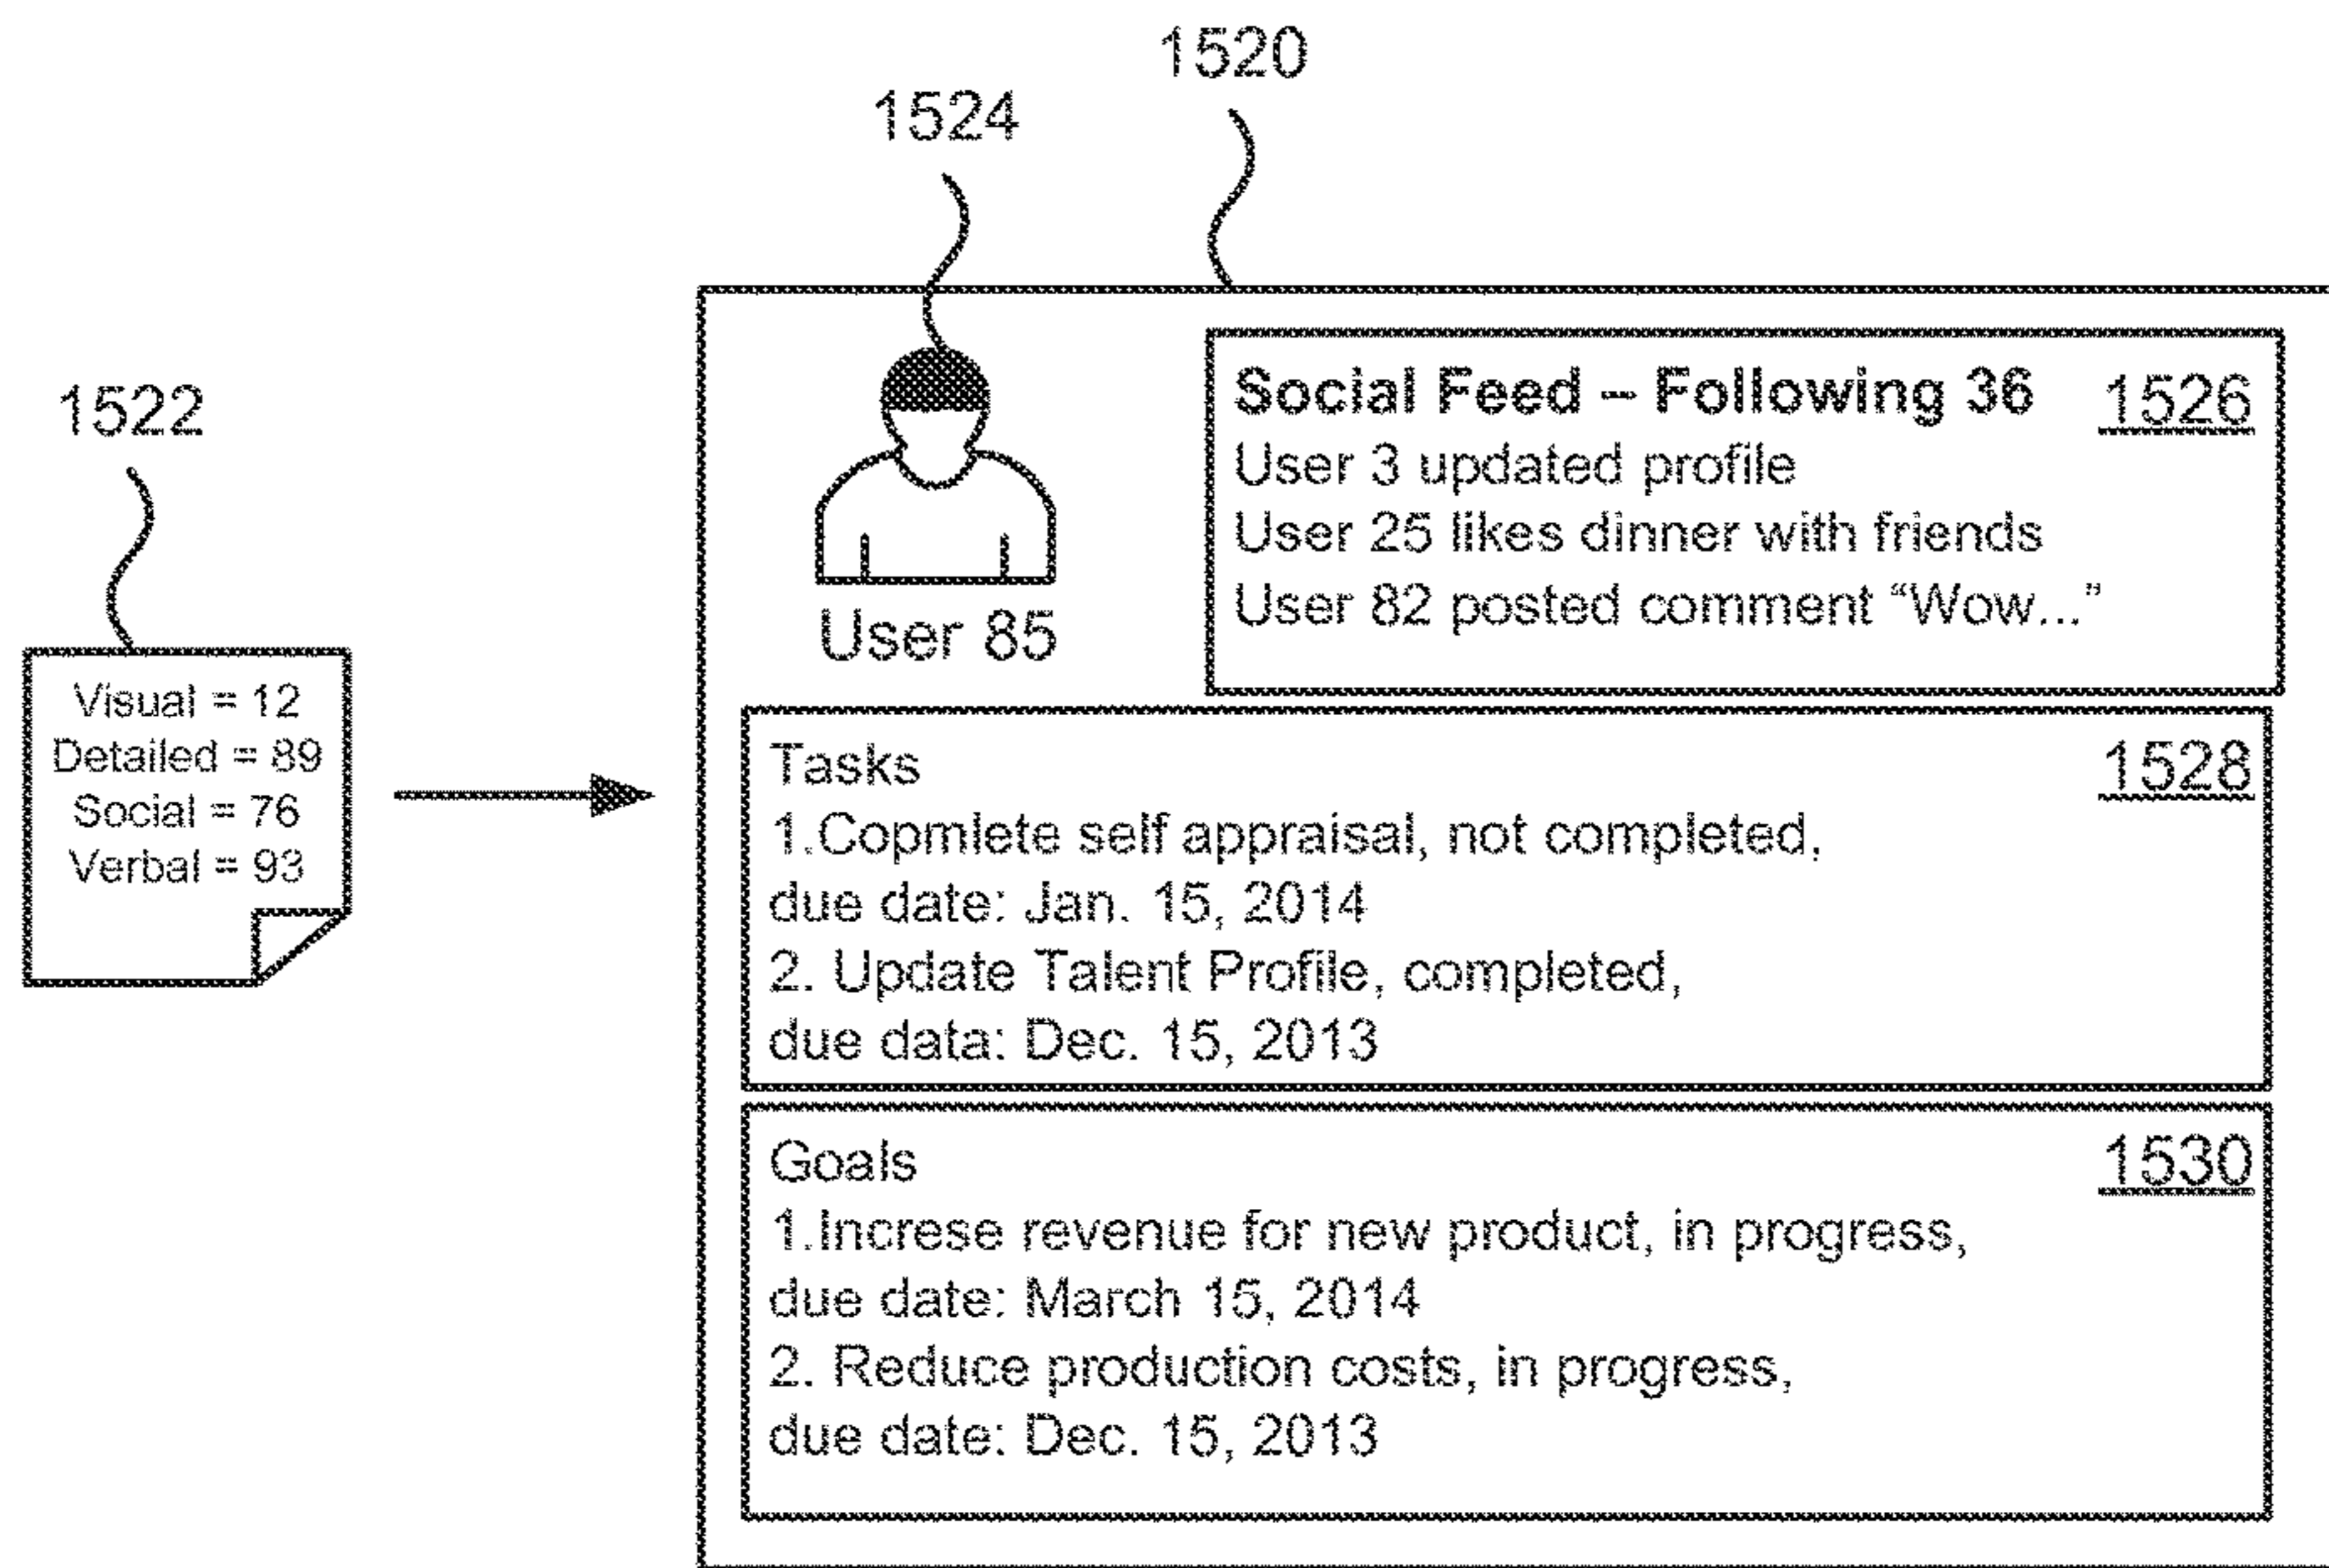 1520
1524
1522
Visual = 12
Detailed = 89
Social = 76
Verbal = 93
User 85
Social Feed – Following 36 1526
User 3 updated profile
User 25 likes dinner with friends
User 82 posted comment “Wow...”
Tasks 1528
1.Copmlete self appraisal, not completed,
due date: Jan. 15, 2014
2. Update Talent Profile, completed,
due data: Dec. 15, 2013
Goals 1530
1.Increse revenue for new product, in progress,
due date: March 15, 2014
2. Reduce production costs, in progress,
due date: Dec. 15, 2013